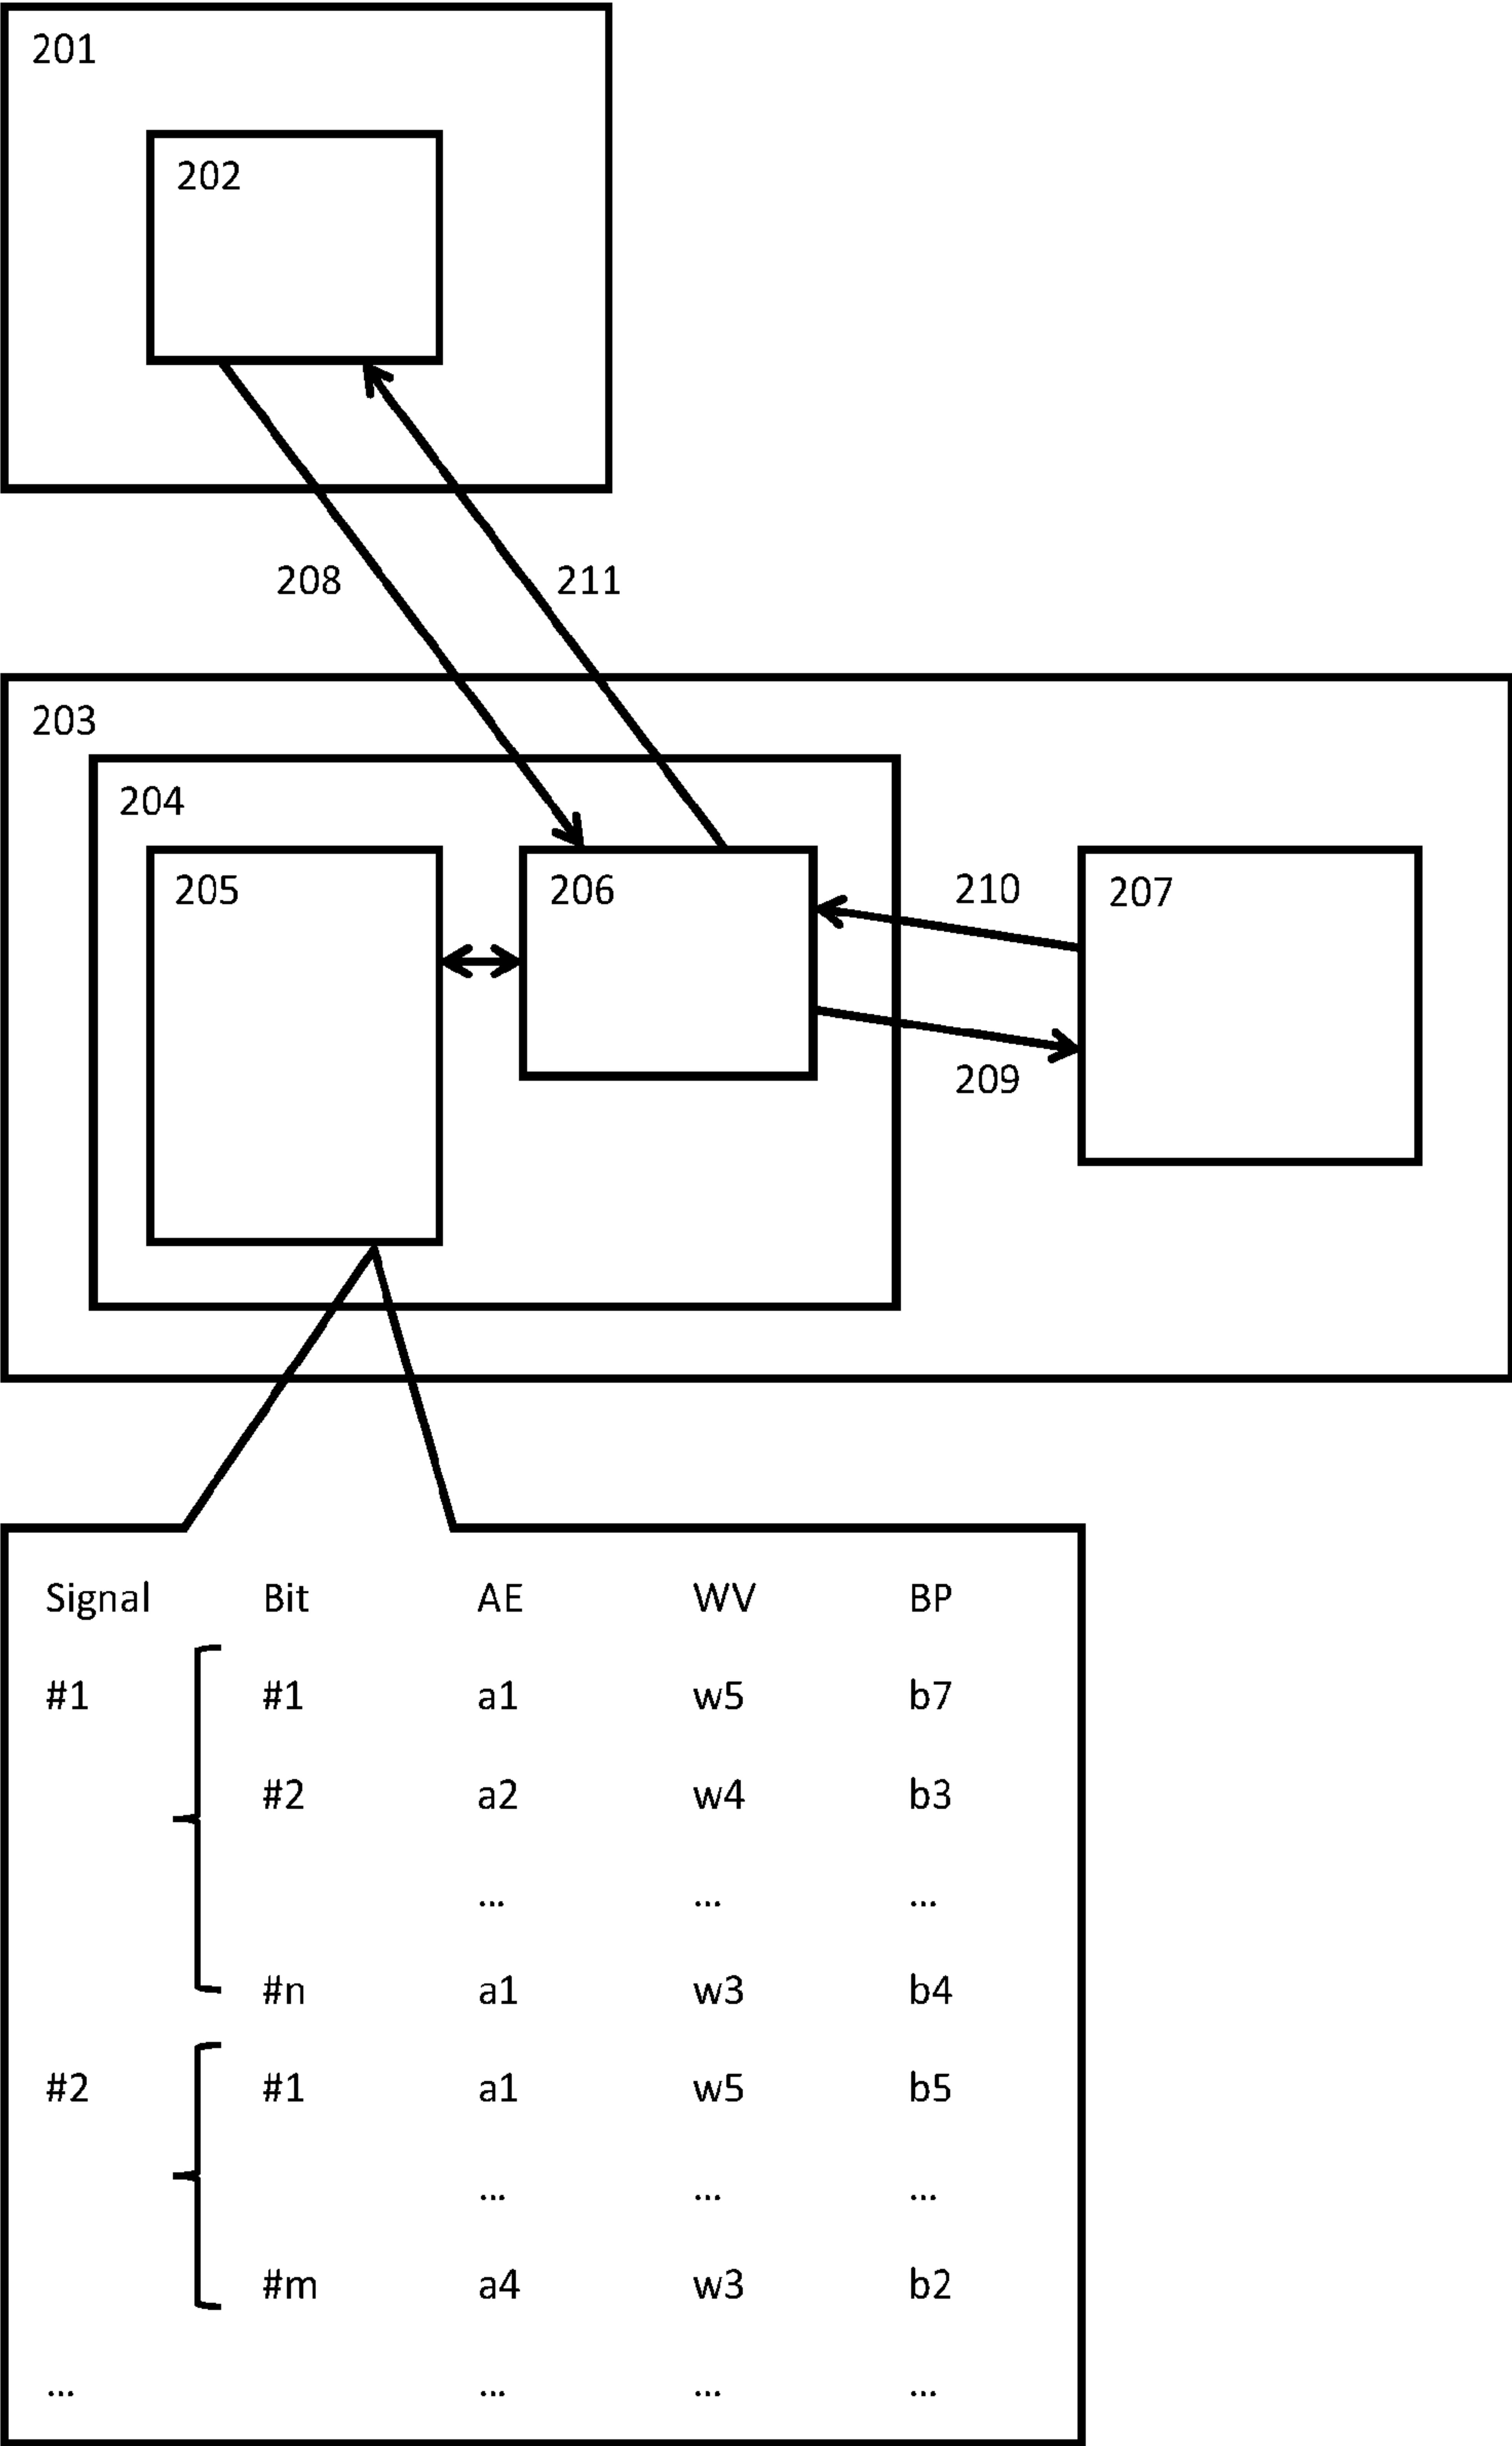 201
202
208 211
203
204
205 206 210 207
209
Signal Bit AE WV BP
#1 #1 a1 w5 b7
#2 a2 w4 b3
... ... ...
#n a1 w3 b4
#2 #1 a1 w5 b5
... ... ...
#m a4 w3 b2
... ... ... ...